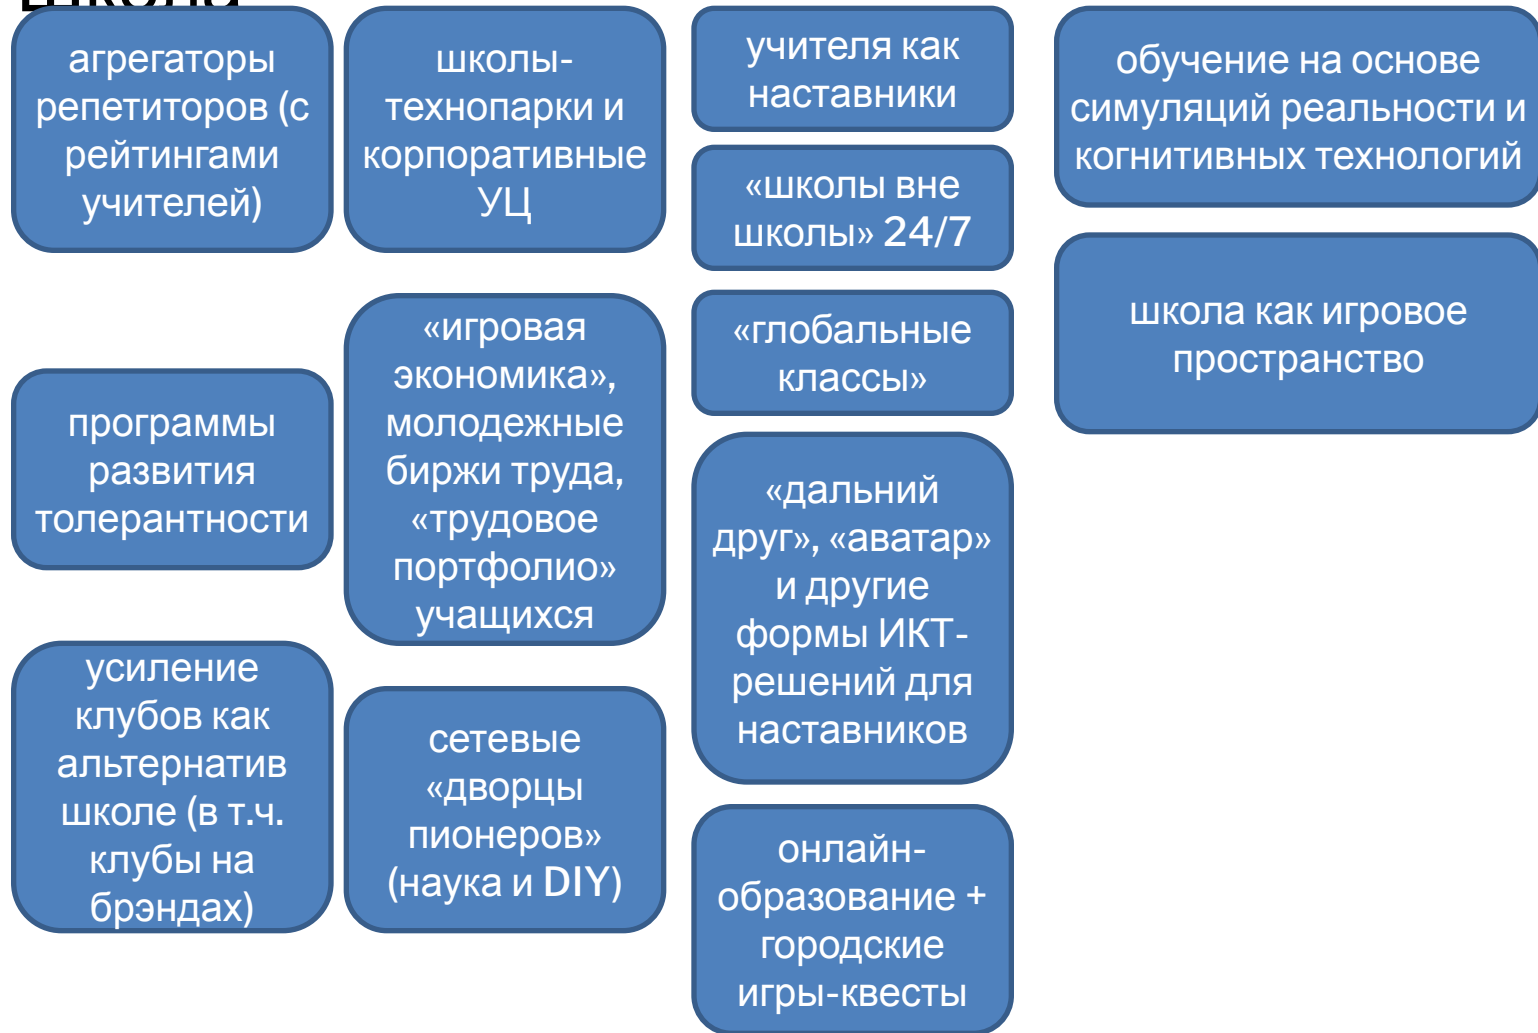 школа
агрегаторы
репетиторов (с
рейтингами
учителей)
программы
развития
толерантности
усиление
клубов как
альтернатив
школе (в т.ч.
клубы на
брэндах)
школы-
технопарки и
корпоративные
УЦ
«игровая
экономика»,
молодежные
биржи труда,
«трудовое
портфолио»
учащихся
сетевые
«дворцы
пионеров»
(наука и DIY)
учителя как
наставники
«школы вне
школы» 24/7
«глобальные
классы»
«дальний
друг», «аватар»
и другие
формы ИКТ-
решений для
наставников
онлайн-
образование +
городские
игры-квесты
обучение на основе
симуляций реальности и
когнитивных технологий
школа как игровое
пространство